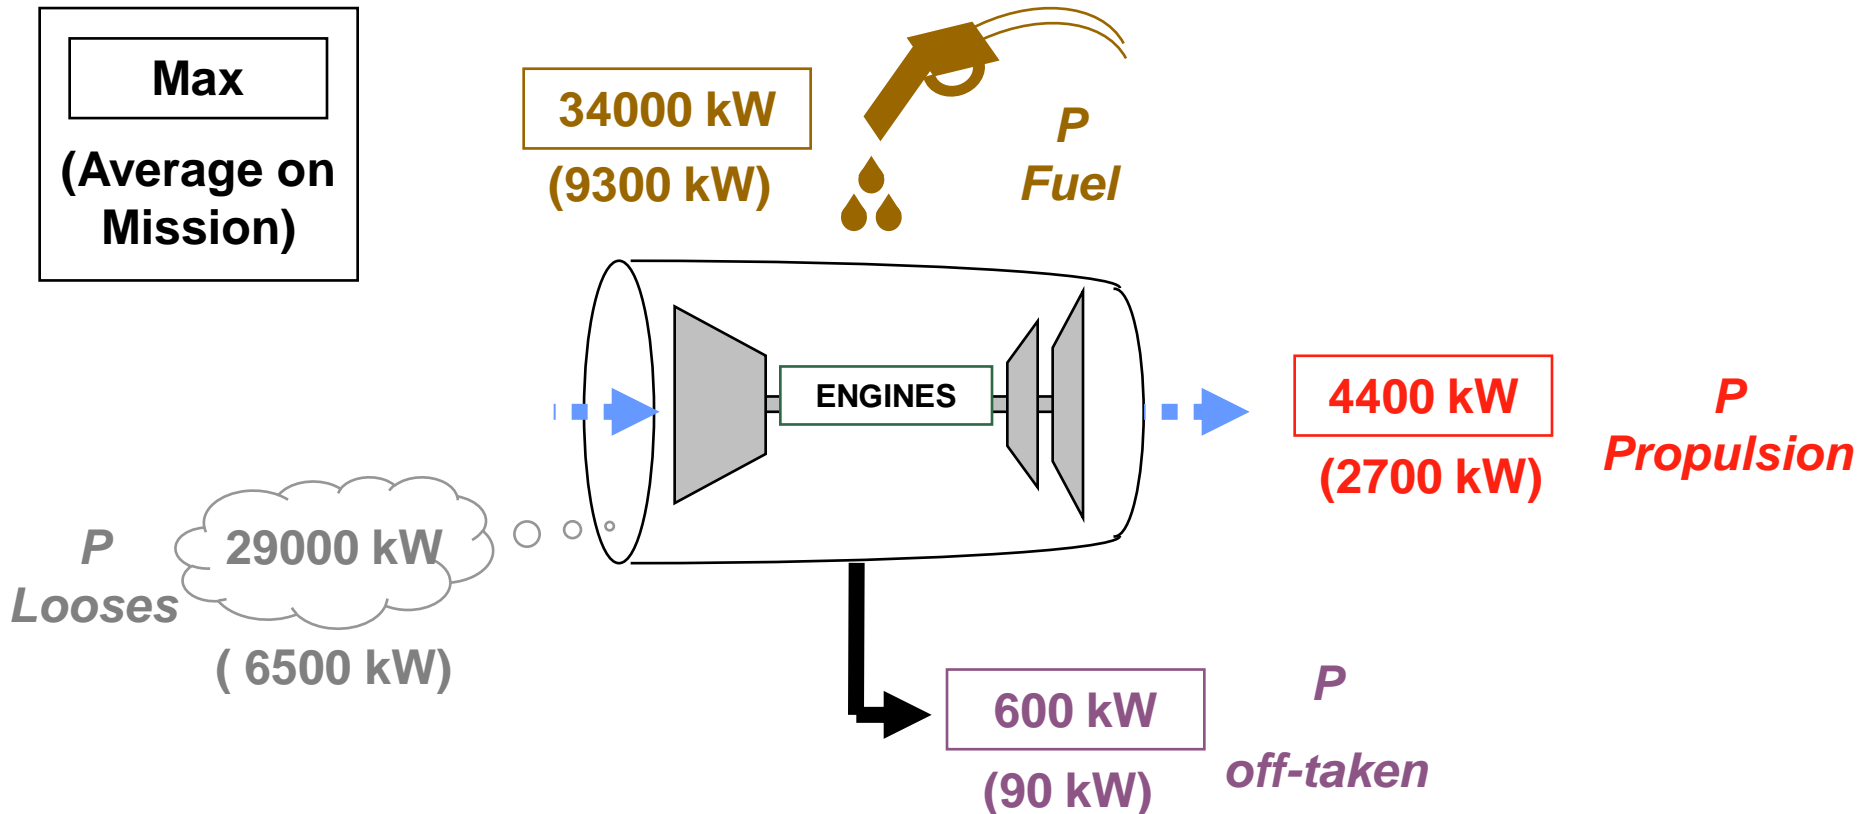 Max
(Average on
Mission)
34000 kW
(9300 kW)
P
Fuel
ENGINES
4400 kW
(2700 kW)
P
Propulsion
P
Looses
29000 kW
( 6500 kW)
600 kW
(90 kW)
P
off-taken